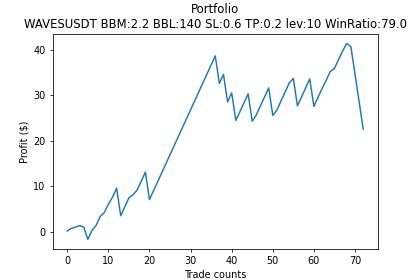 Portfolio
WAVESUSDT BBM:2.2 BBL:140 SL:0.6 TP:0.2 lev:10 WinRatio:79.0
40
30
20
10
0
Profit ($)
0 10 20 30 40 50 60 70
Trade counts